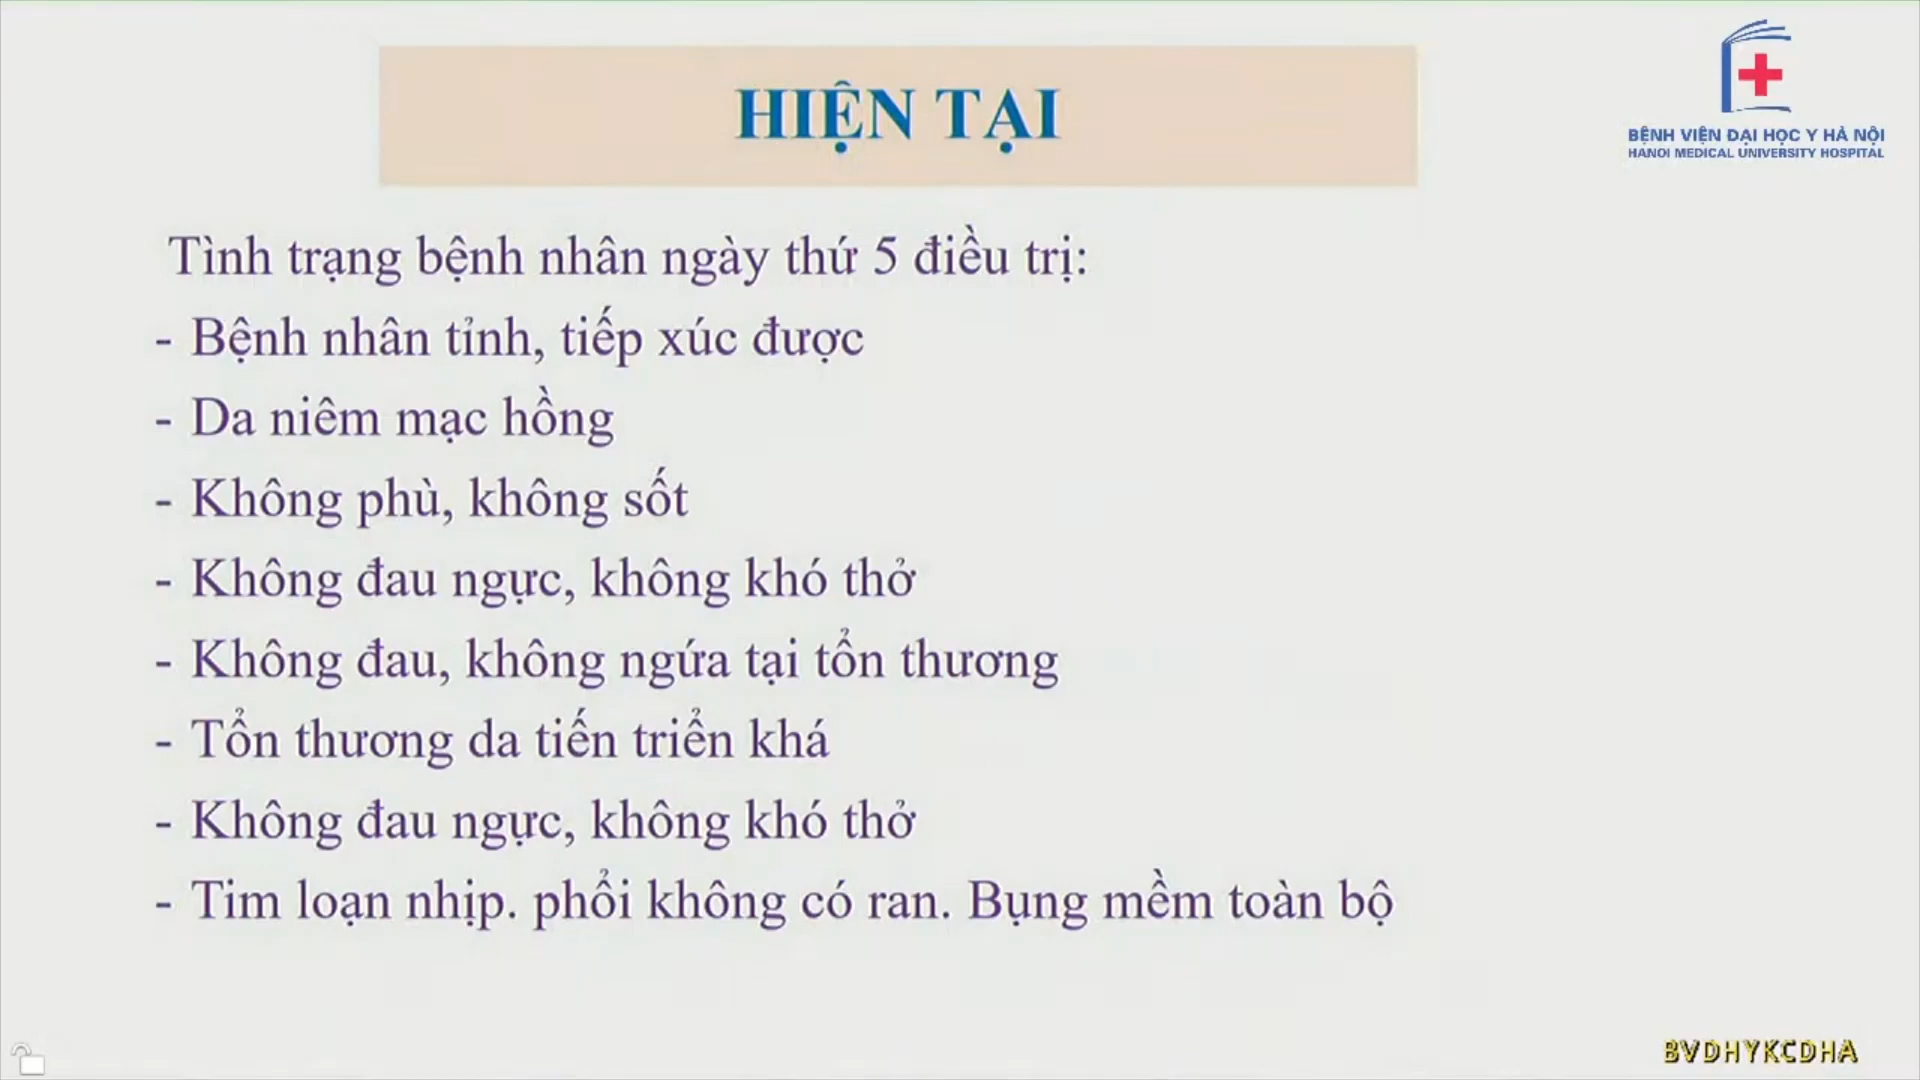 HIỆN TẠI
BỆNH VIỆN ĐẠI HỌC Y HÀ NỘI
HANOI MEDICAL UNIVERSITY HOSPITAL
Tình trạng bệnh nhân ngày thứ 5 điều trị:
- Bệnh nhân tỉnh, tiếp xúc được
- Da niêm mạc hồng
- Không phù, không sốt
- Không đau ngực, không khó thở
- Không đau, không ngứa tại tổn thương
- Tổn thương da tiến triển khá
- Không đau ngực, không khó thở
- Tim loạn nhịp. phổi không có ran. Bụng mềm toàn bộ
BVDHYKCDHA